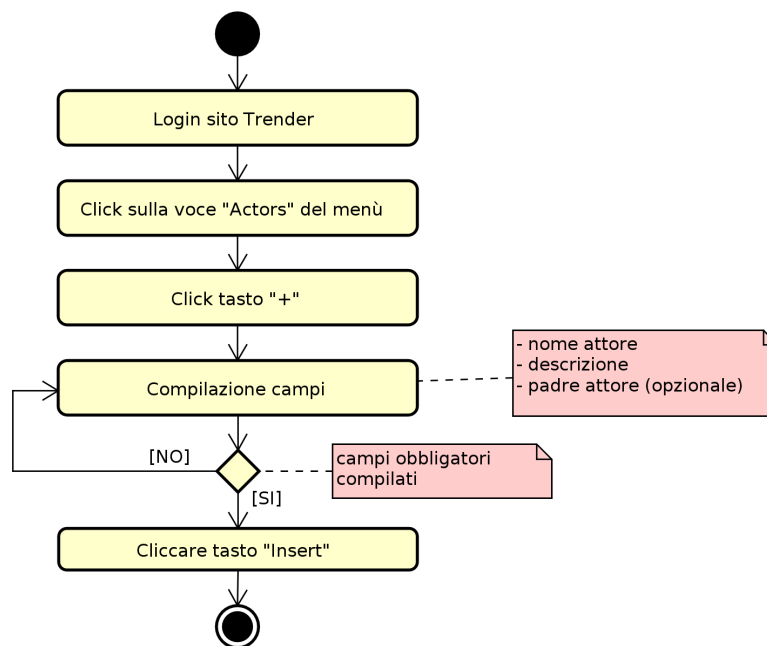 Login sito Trender
Click sulla voce "Actors" del menù
Click tasto "+"
- nome attore
- descrizione
- padre attore (opzionale)
Compilazione campi
[NO]
campi obbligatori
compilati
[SI]
Cliccare tasto "Insert"